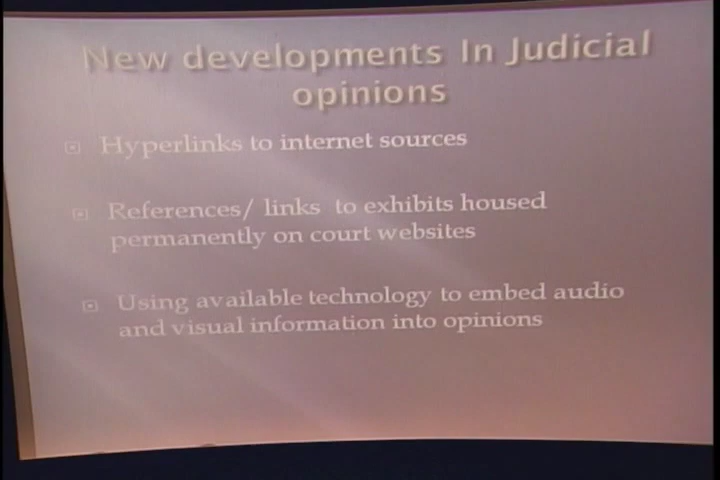 New developments In Judicial
opinions
Hyperlinks to internet sources
References/ links to exhibits housed
permanently on court websites
Using available technology to embed audio
and visual information into opinions